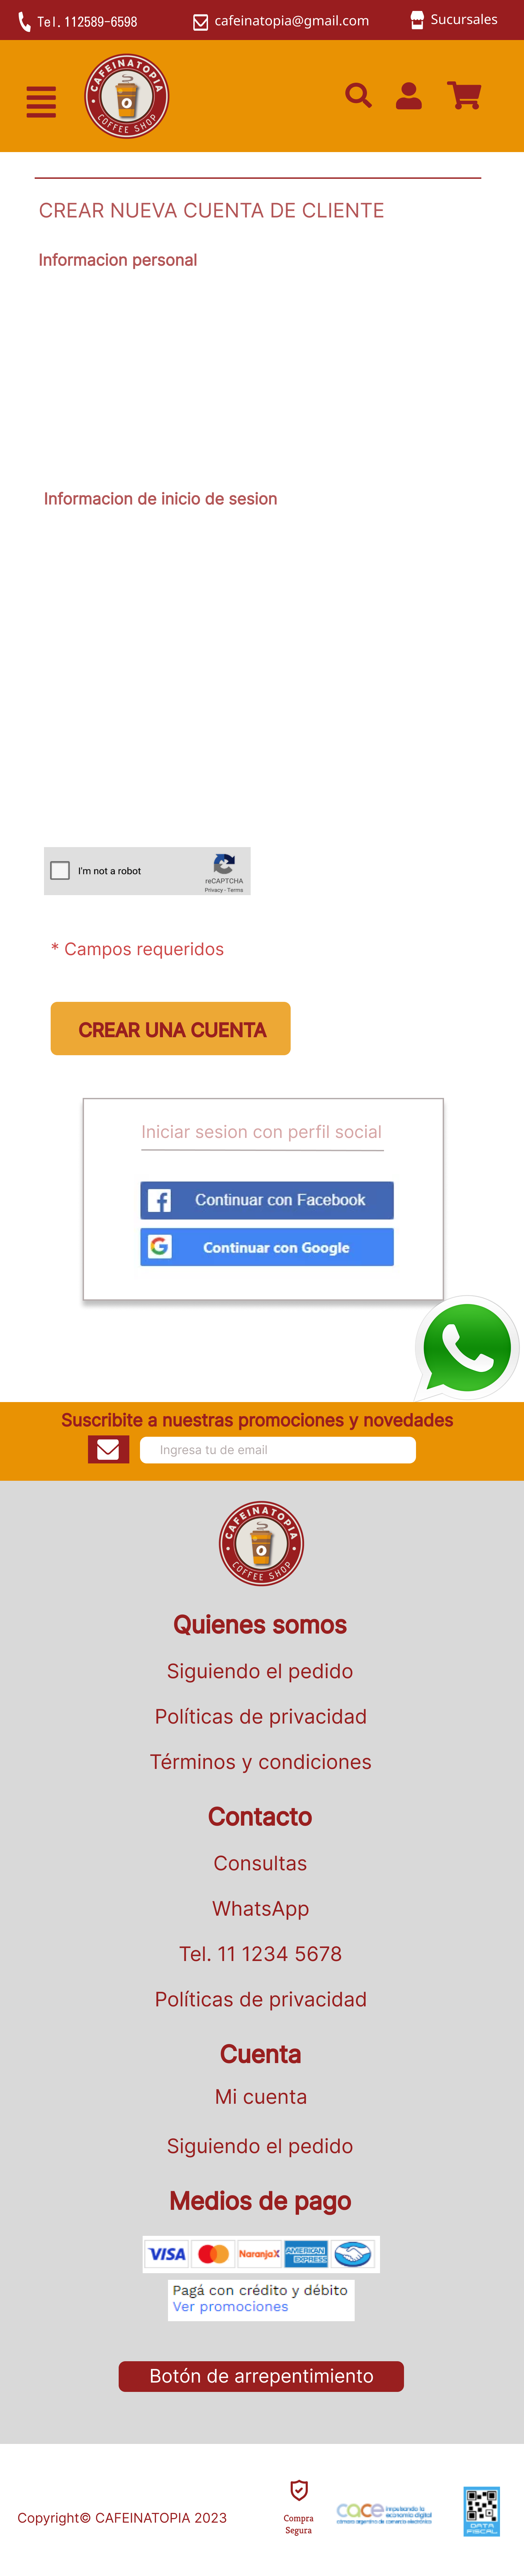 Tel.112589-6598
cafeinatopia@gmail.com
Sucursales
CAFEINATOPIA
COFFEE SHOP
CREAR NUEVA CUENTA DE CLIENTE
Informacion personal
Informacion de inicio de sesion
I'm not a robot
reCAPTCHA
Privacy - Terms
* Campos requeridos
CREAR UNA CUENTA
Iniciar sesion con perfil social
Continuar con Facebook
Continuar con Google
Suscribite a nuestras promociones y novedades
Ingresa tu de email
CAFEINATOPIA
COFFEE SHOP
Quienes somos
Siguiendo el pedido
Políticas de privacidad
Términos y condiciones
Contacto
Consultas
WhatsApp
Tel. 11 1234 5678
Políticas de privacidad
Cuenta
Mi cuenta
Siguiendo el pedido
Medios de pago
VISA
mastercard
NaranjaX
AMERICAN EXPRESS
Pagá con crédito y débito
Ver promociones
Botón de arrepentimiento
Copyright© CAFEINATOPIA 2023
Compra
Segura
cace impulsando la
economía digital
cámara argentina de comercio electrónico
DATA
FISCAL